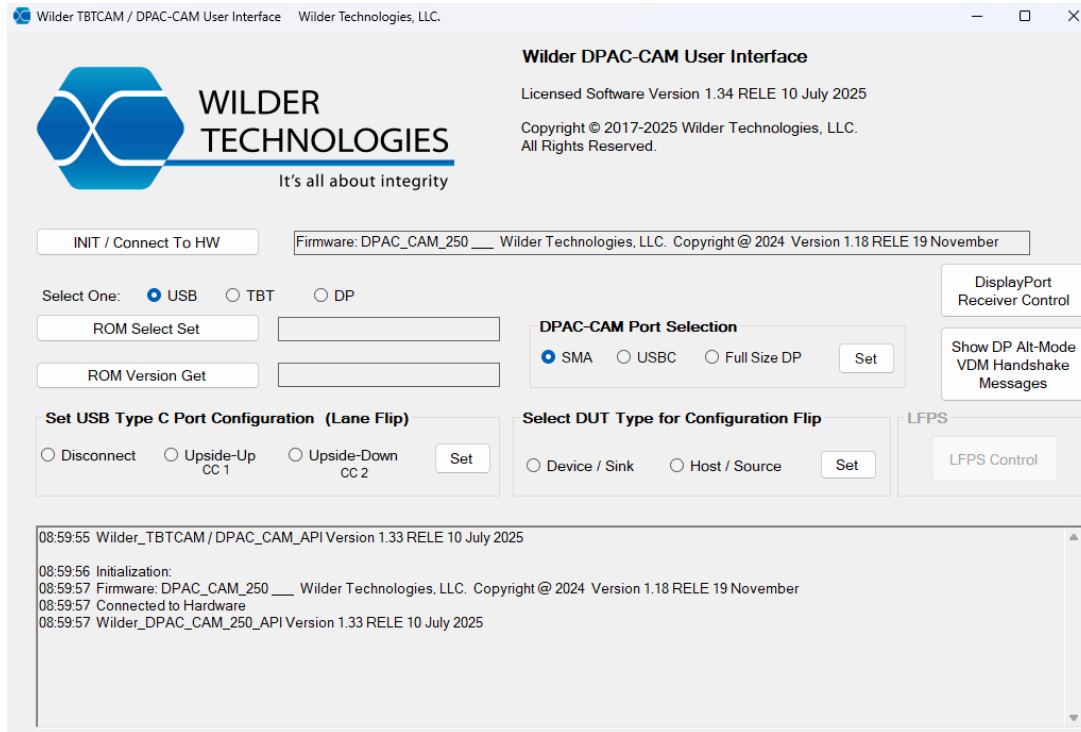 Wilder TBTCAM / DPAC-CAM User Interface    Wilder Technologies, LLC.
WILDER
TECHNOLOGIES
It's all about integrity
Wilder DPAC-CAM User Interface
Licensed Software Version 1.34 RELE 10 July 2025
Copyright © 2017-2025 Wilder Technologies, LLC.
All Rights Reserved.
INIT / Connect To HW
Firmware: DPAC_CAM_250 ___  Wilder Technologies, LLC.  Copyright @ 2024  Version 1.18 RELE 19 November
Select One:  USB  TBT  DP
DisplayPort
Receiver Control
ROM Select Set
DPAC-CAM Port Selection
SMA  USBC  Full Size DP  Set
Show DP Alt-Mode
VDM Handshake
Messages
ROM Version Get
Set USB Type C Port Configuration  (Lane Flip)
Disconnect  Upside-Up  Upside-Down  Set
CC 1  CC 2
Select DUT Type for Configuration Flip
Device / Sink  Host / Source  Set
LFPS
LFPS Control
08:59:55 Wilder_TBTCAM / DPAC_CAM_API Version 1.33 RELE 10 July 2025
08:59:56 Initialization:
08:59:57 Firmware: DPAC_CAM_250 ___  Wilder Technologies, LLC.  Copyright @ 2024  Version 1.18 RELE 19 November
08:59:57 Connected to Hardware
08:59:57 Wilder_DPAC_CAM_250_API Version 1.33 RELE 10 July 2025